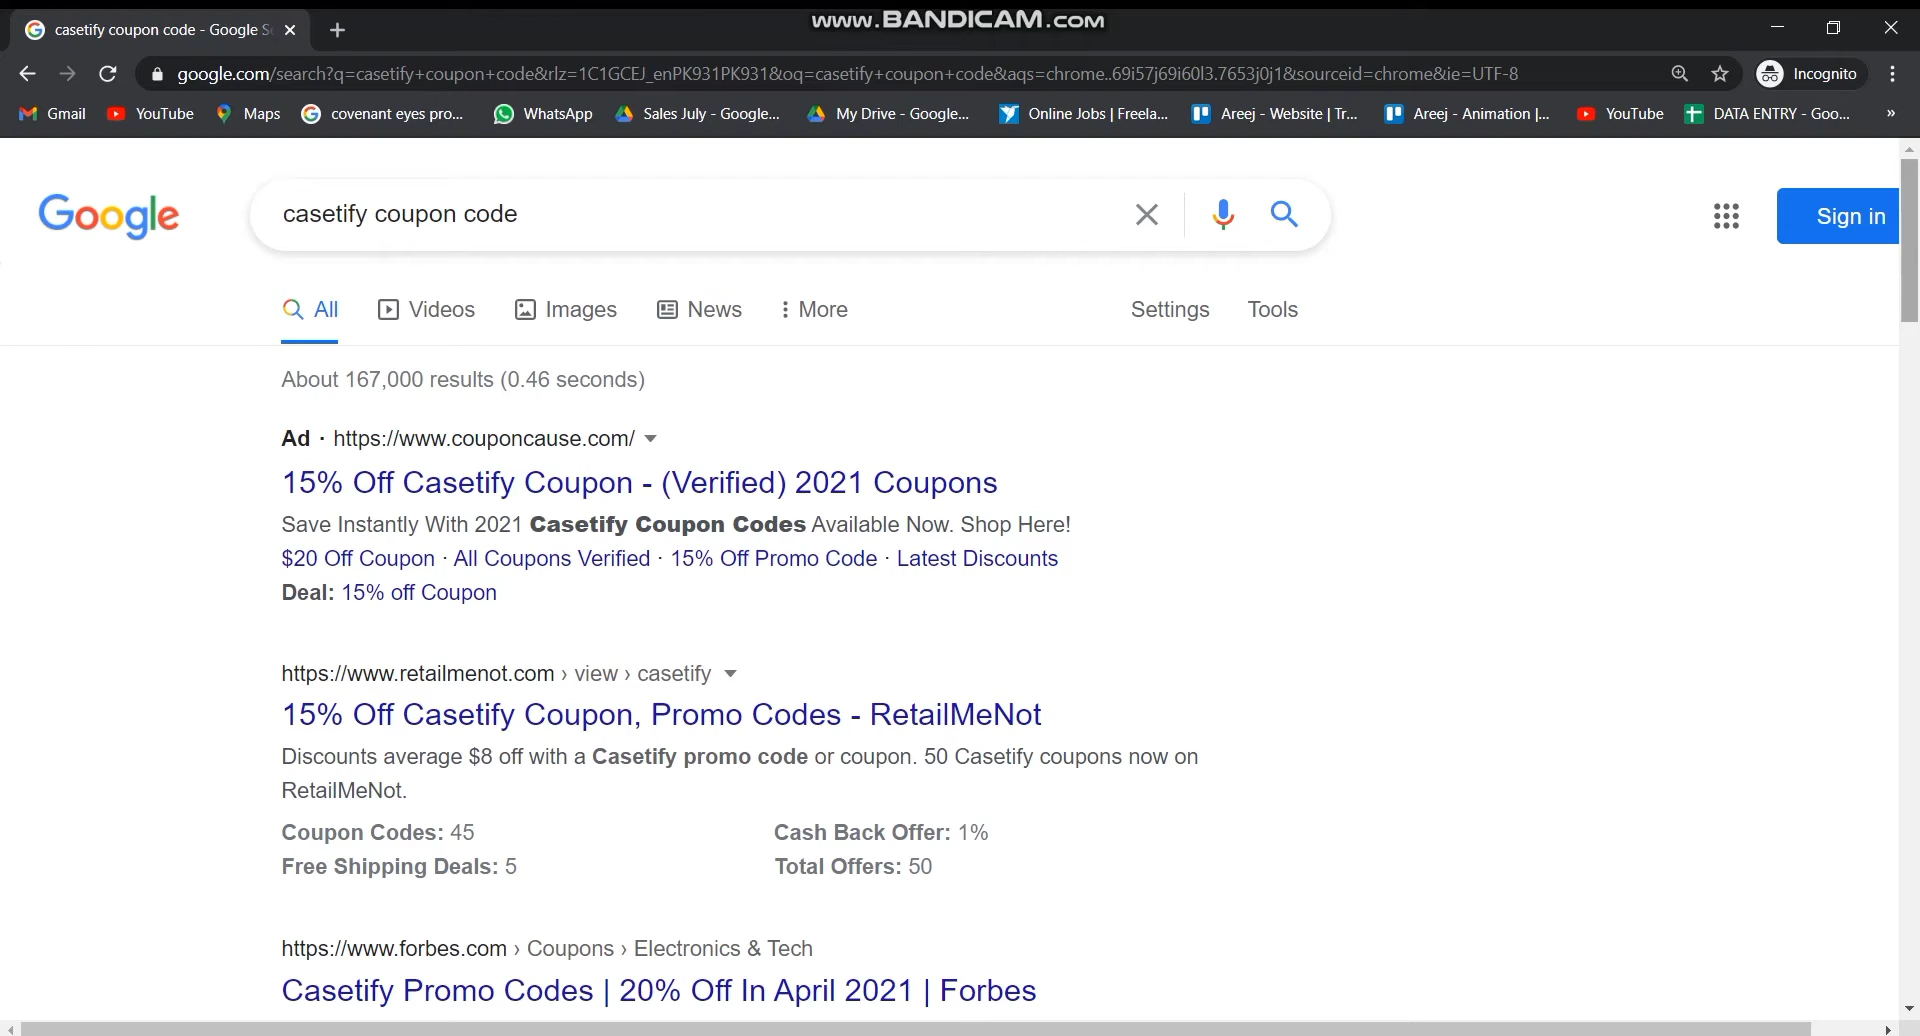 www.BANDICAM.com
casetify coupon code - Google S
google.com/search?q=casetify+coupon+code&rlz=1C1GCEJ_enPK931PK931&oq=casetify+coupon+code&aqs=chrome..69i57j69i60l3.7653j0j1&sourceid=chrome&ie=UTF-8
Incognito
Gmail YouTube Maps covenant eyes pro... WhatsApp Sales July - Google... My Drive - Google... Online Jobs | Freela... Areej - Website | Tr... Areej - Animation |... YouTube DATA ENTRY - Goo... »
Google
casetify coupon code
Sign in
All Videos Images News More Settings Tools
About 167,000 results (0.46 seconds)
Ad · https://www.couponcause.com/
15% Off Casetify Coupon - (Verified) 2021 Coupons
Save Instantly With 2021 Casetify Coupon Codes Available Now. Shop Here!
$20 Off Coupon · All Coupons Verified · 15% Off Promo Code · Latest Discounts
Deal: 15% off Coupon
https://www.retailmenot.com › view › casetify
15% Off Casetify Coupon, Promo Codes - RetailMeNot
Discounts average $8 off with a Casetify promo code or coupon. 50 Casetify coupons now on
RetailMeNot.
Coupon Codes: 45 Cash Back Offer: 1%
Free Shipping Deals: 5 Total Offers: 50
https://www.forbes.com › Coupons › Electronics & Tech
Casetify Promo Codes | 20% Off In April 2021 | Forbes